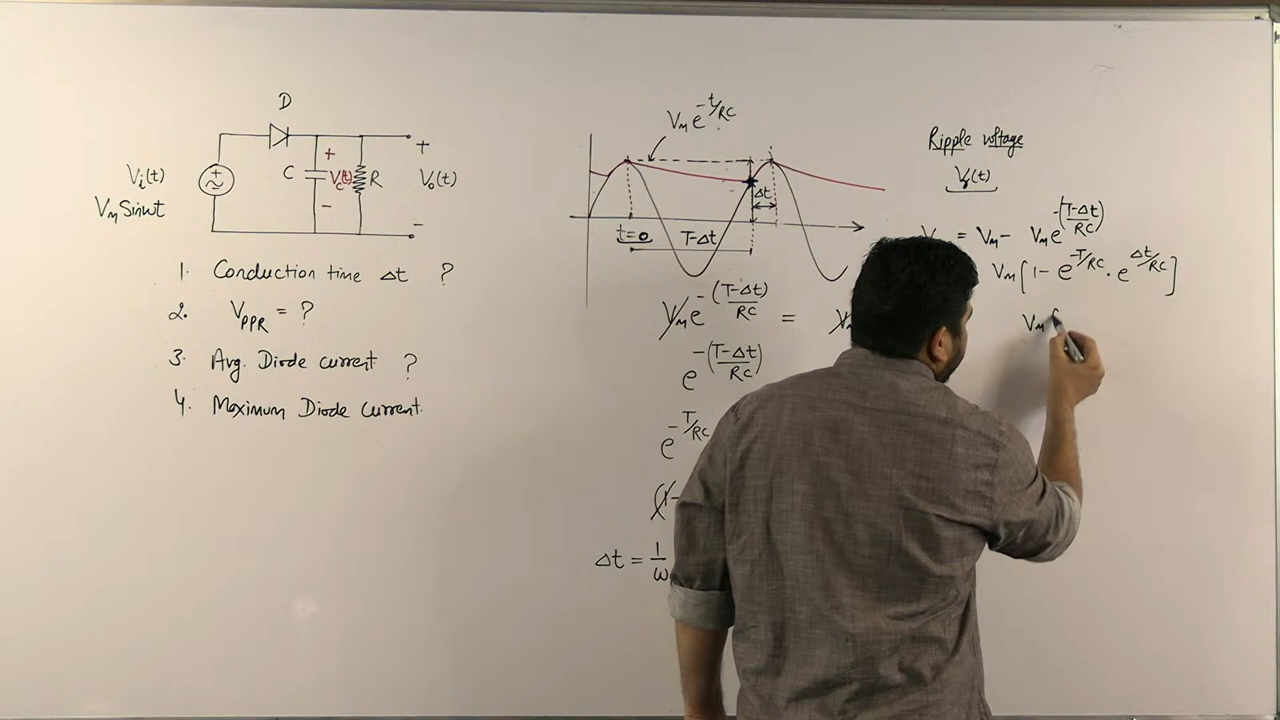 D
+
+
Vi(t)
C
Vc(t)
R
Vo(t)
VM Sinωt
-
-
1. Conduction time Δt ?
2. VPPR = ?
3. Avg. Diode current ?
4. Maximum Diode Current.
VM e^-t/RC
Δt
t=0
T-Δt
VM e^-(T-Δt)/RC =
e^-(T-Δt)/RC
e^-T/RC
Δt = 1/ω
Ripple voltage
= VM - VM e^-(T-Δt)/RC
VM [1 - e^-T/RC . e^Δt/RC]
VM